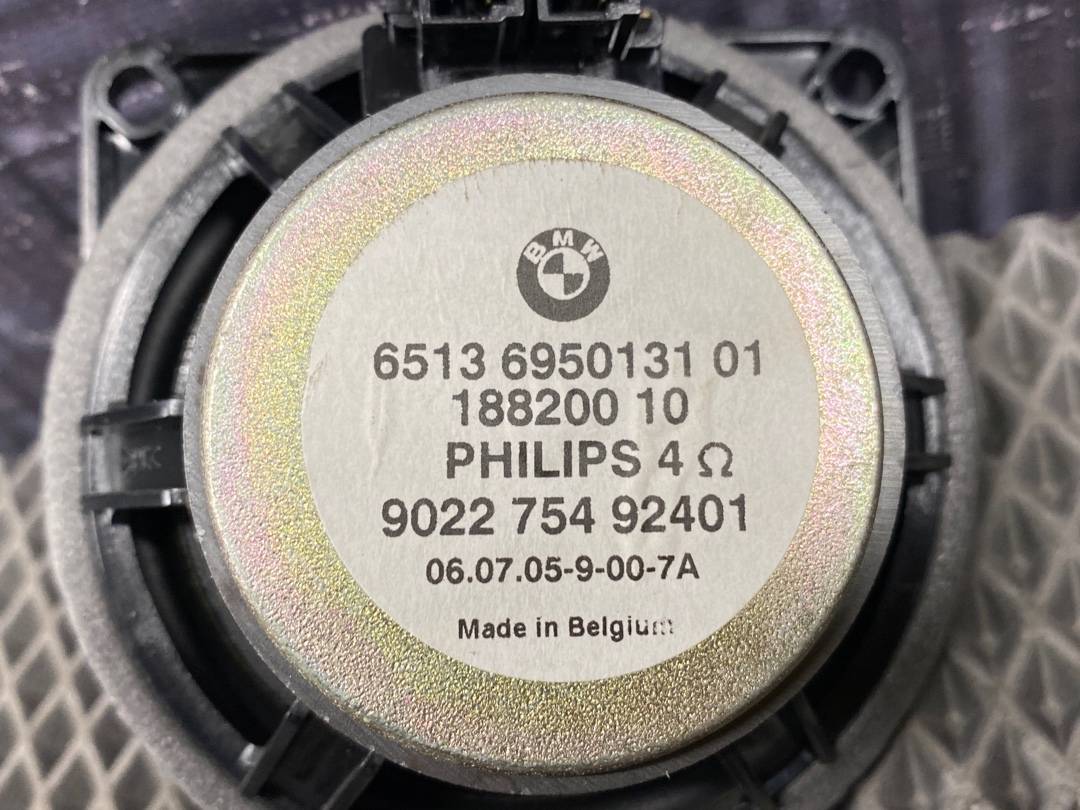 BMW
6513 6950131 01
188200 10
PHILIPS 4 Ω
9022 754 92401
06.07.05-9-00-7A
Made in Belgium